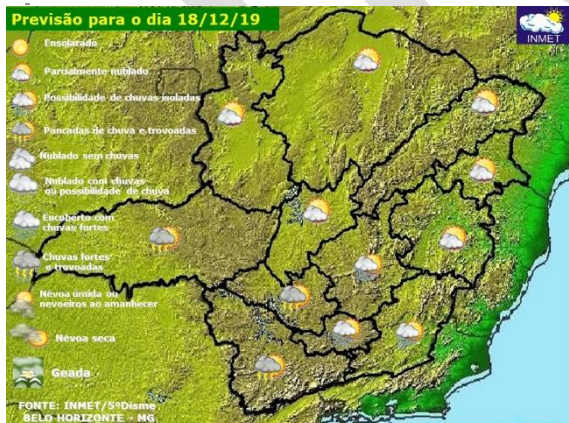 Previsão para o dia 18/12/19
INMET
Ensolarado
Parcialmente nublado
Possibilidade de chuvas isoladas
Pancadas de chuva e trovoadas
Nublado sem chuvas
Nublado com chuvas
ou possibilidade de chuva
Encoberto com
chuvas fortes
Chuvas fortes
e trovoadas
Névoa úmida ou
nevoeiros ao amanhecer
Névoa seca
Geada
FONTE: INMET/5ºDisme
BELO HORIZONTE - MG